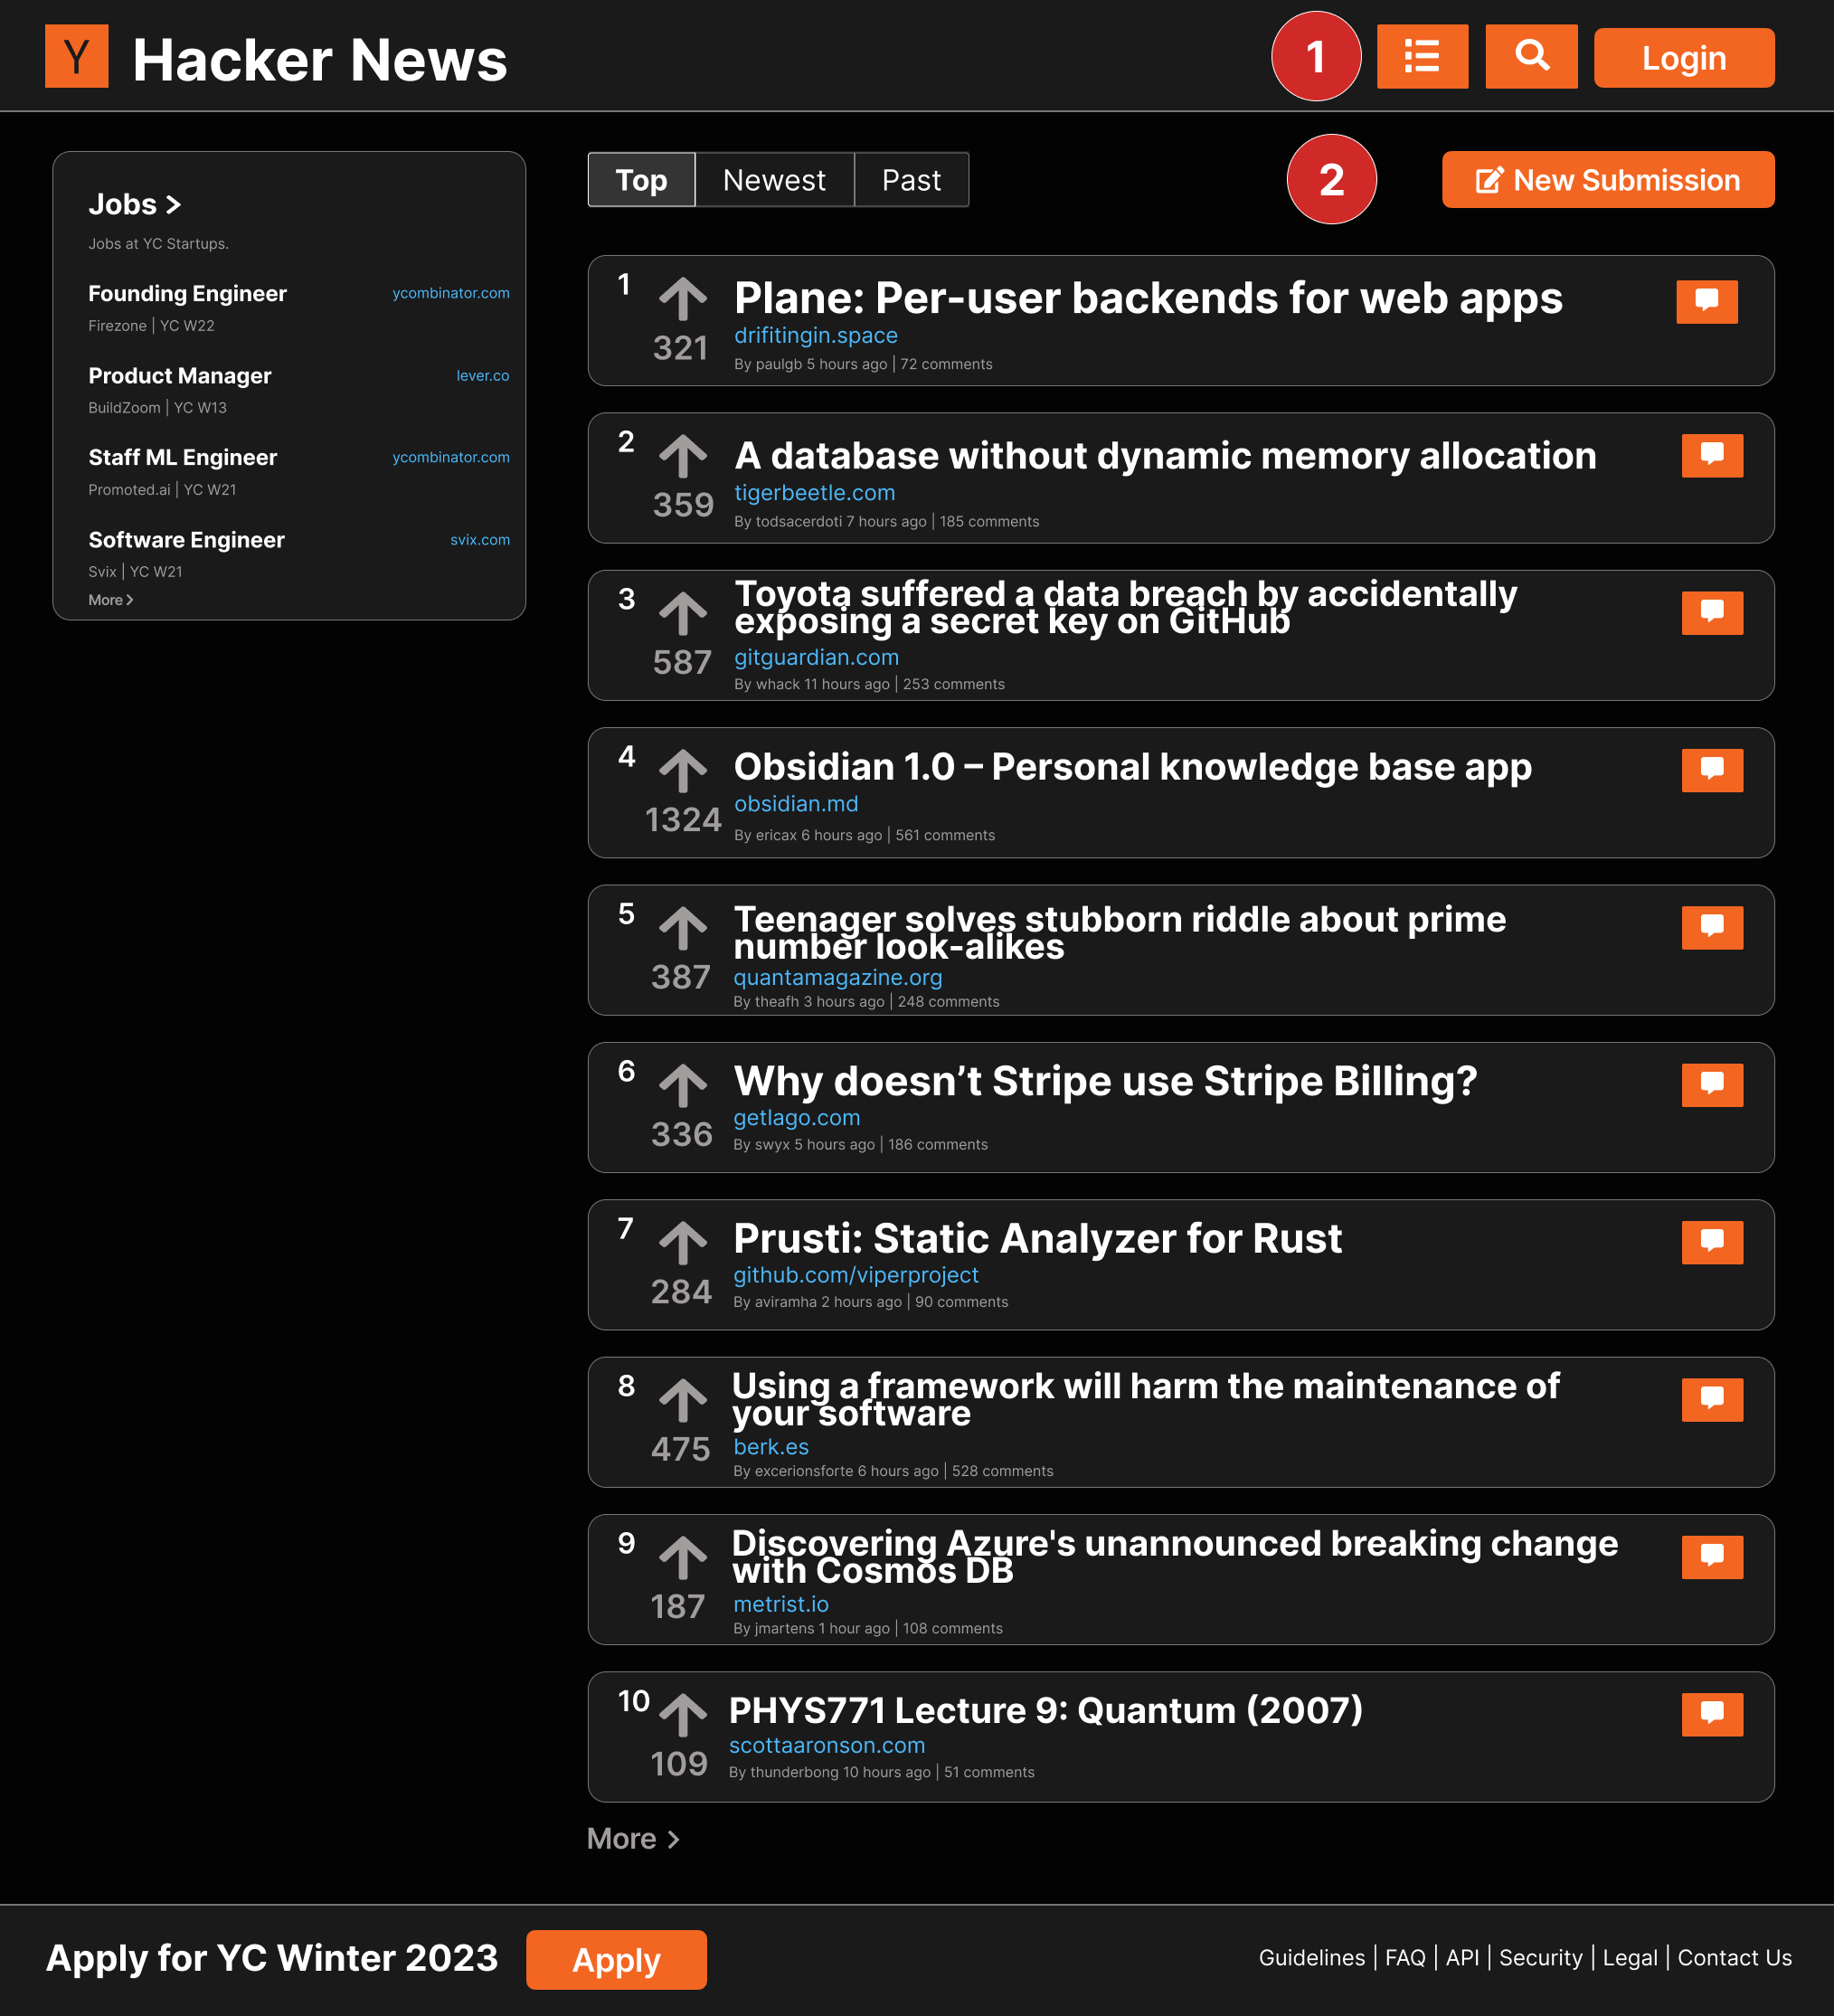 Y Hacker News
1
Login
Jobs >
Jobs at YC Startups.
Founding Engineer ycombinator.com
Firezone | YC W22
Product Manager lever.co
BuildZoom | YC W13
Staff ML Engineer ycombinator.com
Promoted.ai | YC W21
Software Engineer svix.com
Svix | YC W21
More >
Top Newest Past
2
New Submission
1
321
Plane: Per-user backends for web apps
drifitingin.space
By paulgb 5 hours ago | 72 comments
2
359
A database without dynamic memory allocation
tigerbeetle.com
By todsacerdoti 7 hours ago | 185 comments
3
587
Toyota suffered a data breach by accidentally
exposing a secret key on GitHub
gitguardian.com
By whack 11 hours ago | 253 comments
4
1324
Obsidian 1.0 – Personal knowledge base app
obsidian.md
By ericax 6 hours ago | 561 comments
5
387
Teenager solves stubborn riddle about prime
number look-alikes
quantamagazine.org
By theafh 3 hours ago | 248 comments
6
336
Why doesn’t Stripe use Stripe Billing?
getlago.com
By swyx 5 hours ago | 186 comments
7
284
Prusti: Static Analyzer for Rust
github.com/viperproject
By aviramha 2 hours ago | 90 comments
8
475
Using a framework will harm the maintenance of
your software
berk.es
By excerionsforte 6 hours ago | 528 comments
9
187
Discovering Azure's unannounced breaking change
with Cosmos DB
metrist.io
By jmartens 1 hour ago | 108 comments
10
109
PHYS771 Lecture 9: Quantum (2007)
scottaaronson.com
By thunderbong 10 hours ago | 51 comments
More >
Apply for YC Winter 2023
Apply
Guidelines | FAQ | API | Security | Legal | Contact Us